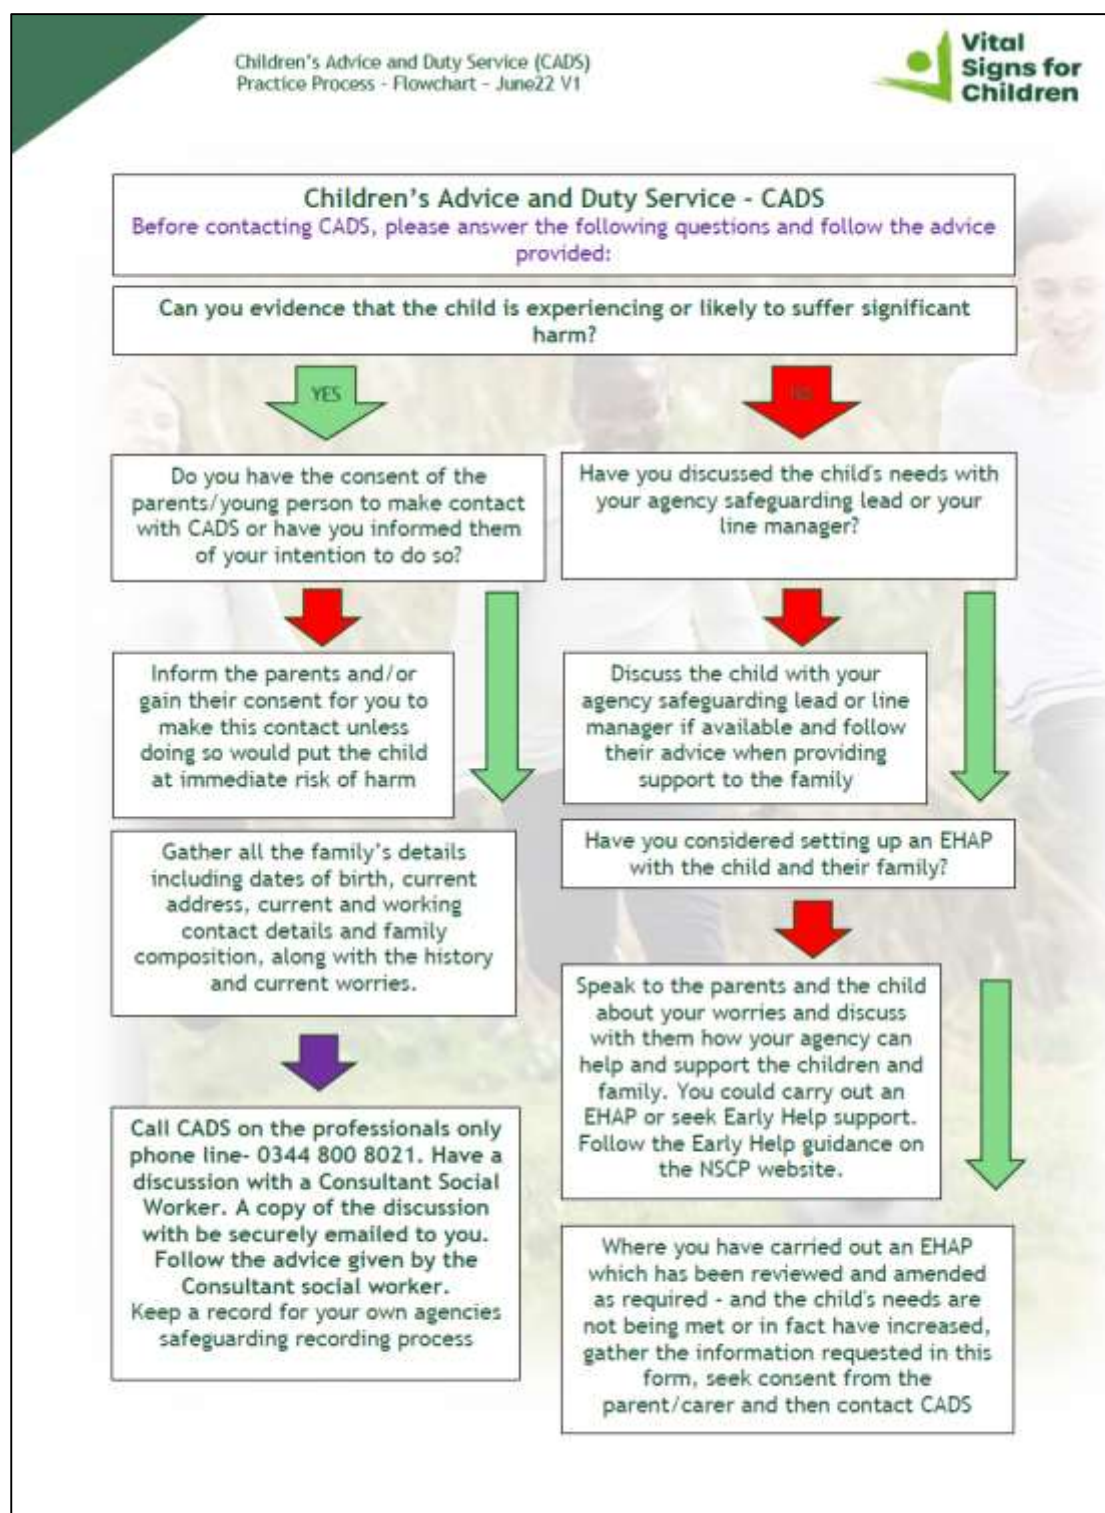 Children's Advice and Duty Service (CADS)
Practice Process - Flowchart - June22 V1
Vital
Signs for
Children
Children's Advice and Duty Service - CADS
Before contacting CADS, please answer the following questions and follow the advice
provided:
Can you evidence that the child is experiencing or likely to suffer significant
harm?
YES
NO
Do you have the consent of the
parents/young person to make contact
with CADS or have you informed them
of your intention to do so?
Have you discussed the child's needs with
your agency safeguarding lead or your
line manager?
Inform the parents and/or
gain their consent for you to
make this contact unless
doing so would put the child
at immediate risk of harm
Discuss the child with your
agency safeguarding lead or line
manager if available and follow
their advice when providing
support to the family
Gather all the family's details
including dates of birth, current
address, current and working
contact details and family
composition, along with the history
and current worries.
Have you considered setting up an EHAP
with the child and their family?
Speak to the parents and the child
about your worries and discuss
with them how your agency can
help and support the children and
family. You could carry out an
EHAP or seek Early Help support.
Follow the Early Help guidance on
the NSCP website.
Call CADS on the professionals only
phone line- 0344 800 8021. Have a
discussion with a Consultant Social
Worker. A copy of the discussion
with be securely emailed to you.
Follow the advice given by the
Consultant social worker.
Keep a record for your own agencies
safeguarding recording process
Where you have carried out an EHAP
which has been reviewed and amended
as required - and the child's needs are
not being met or in fact have increased,
gather the information requested in this
form, seek consent from the
parent/carer and then contact CADS